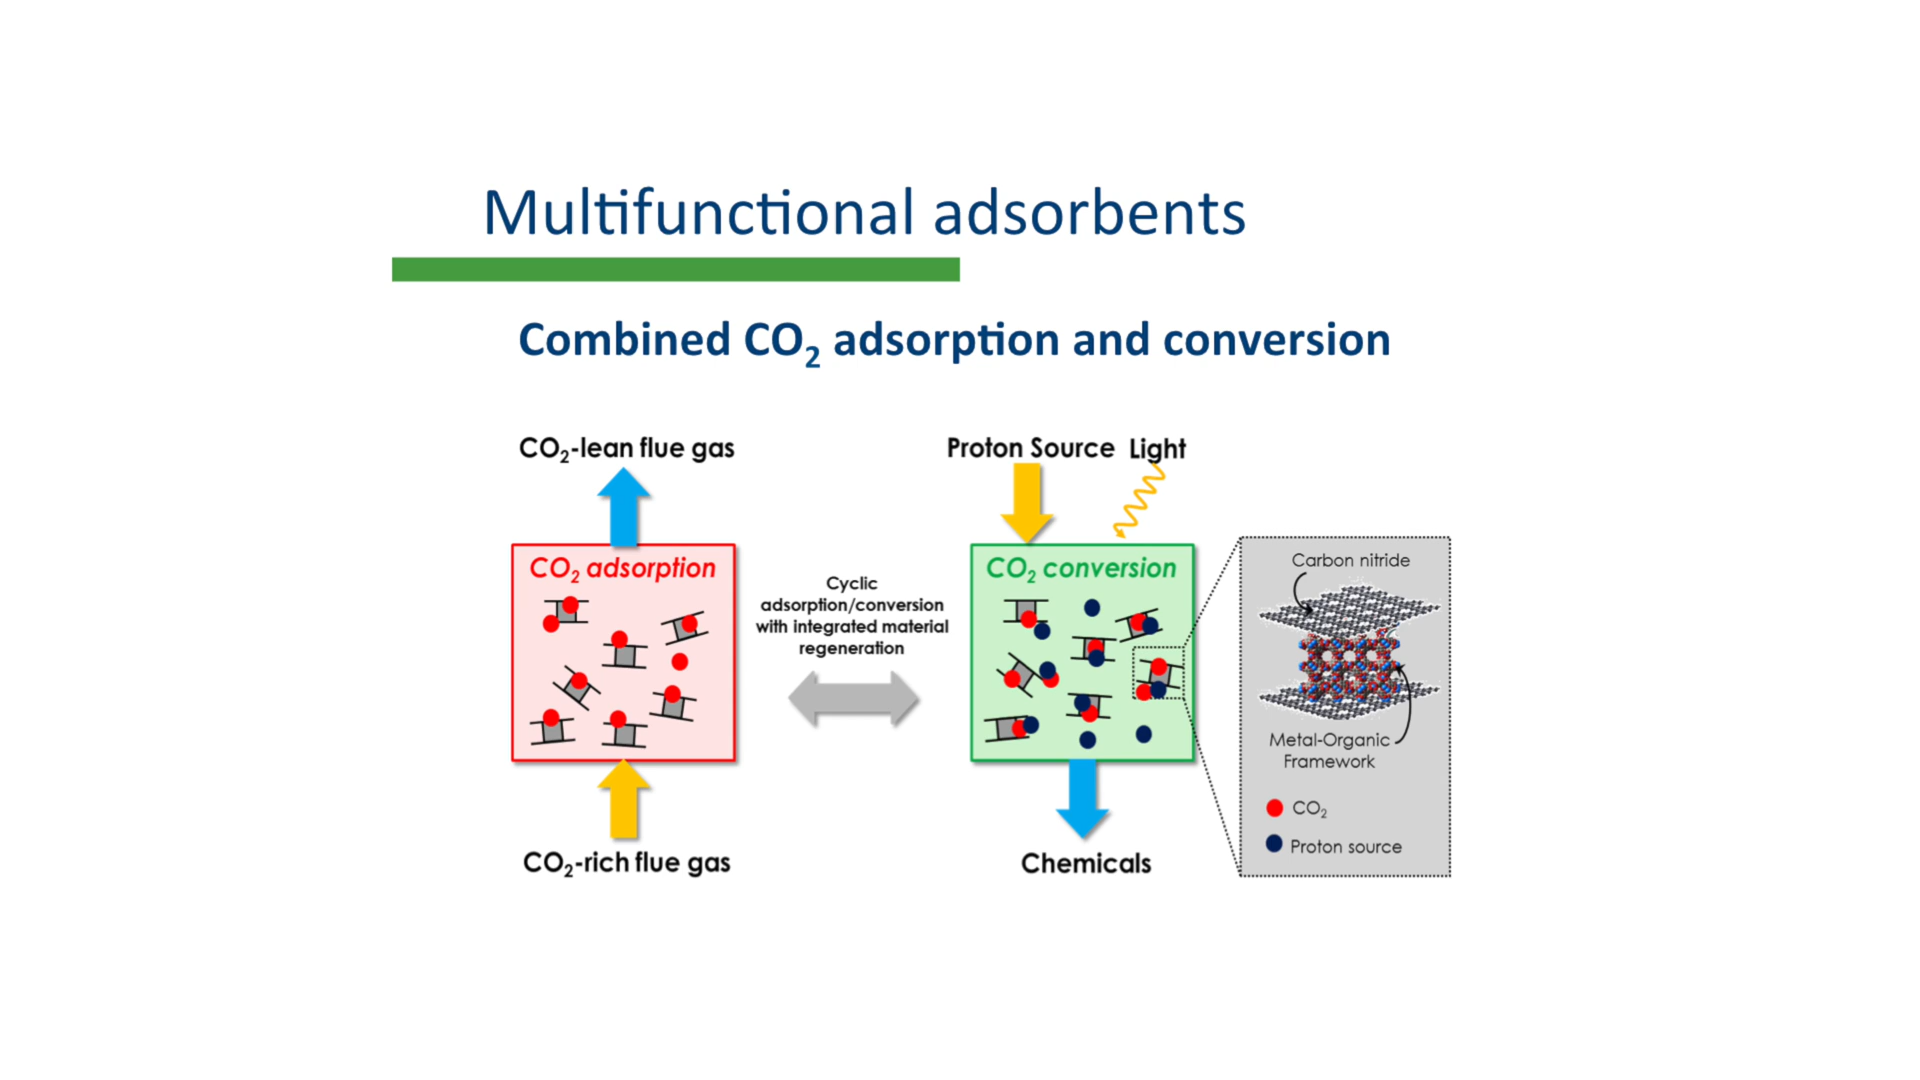 Multifunctional adsorbents
Combined CO₂ adsorption and conversion
CO₂-lean flue gas
Proton Source Light
CO₂ adsorption
Cyclic
adsorption/conversion
with integrated material
regeneration
CO₂ conversion
Carbon nitride
Metal-Organic
Framework
CO₂
Proton source
CO₂-rich flue gas
Chemicals